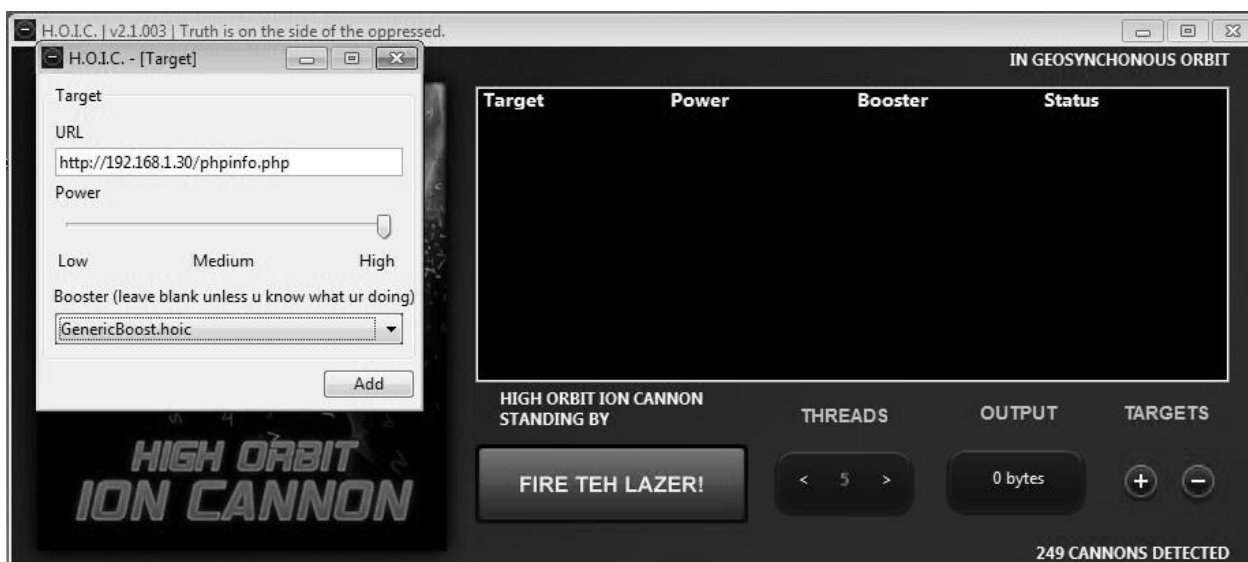 H.O.I.C. | v2.1.003 | Truth is on the side of the oppressed.
H.O.I.C. - [Target]
Target
URL
http://192.168.1.30/phpinfo.php
Power
Low Medium High
Booster (leave blank unless u know what ur doing)
GenericBoost.hoic
Add
HIGH ORBIT
ION CANNON
IN GEOSYNCHONOUS ORBIT
Target Power Booster Status
HIGH ORBIT ION CANNON
STANDING BY
FIRE TEH LAZER!
THREADS
< 5 >
OUTPUT
0 bytes
TARGETS
+ −
249 CANNONS DETECTED